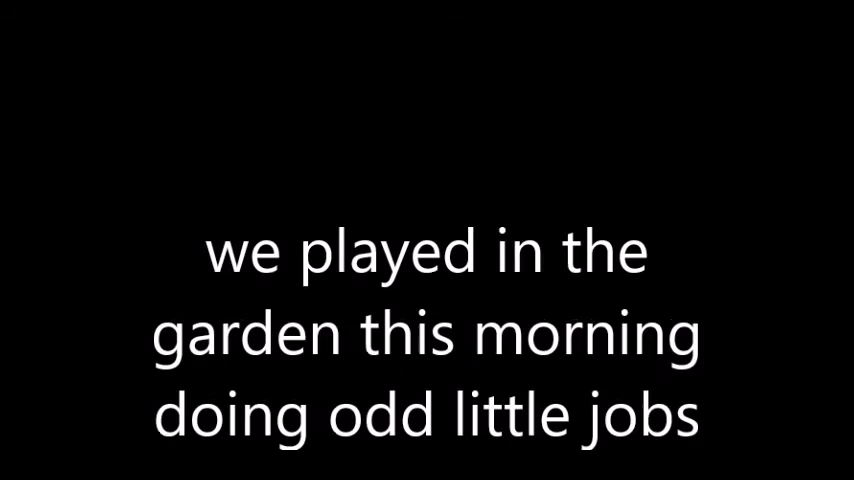 we played in the
garden this morning
doing odd little jobs